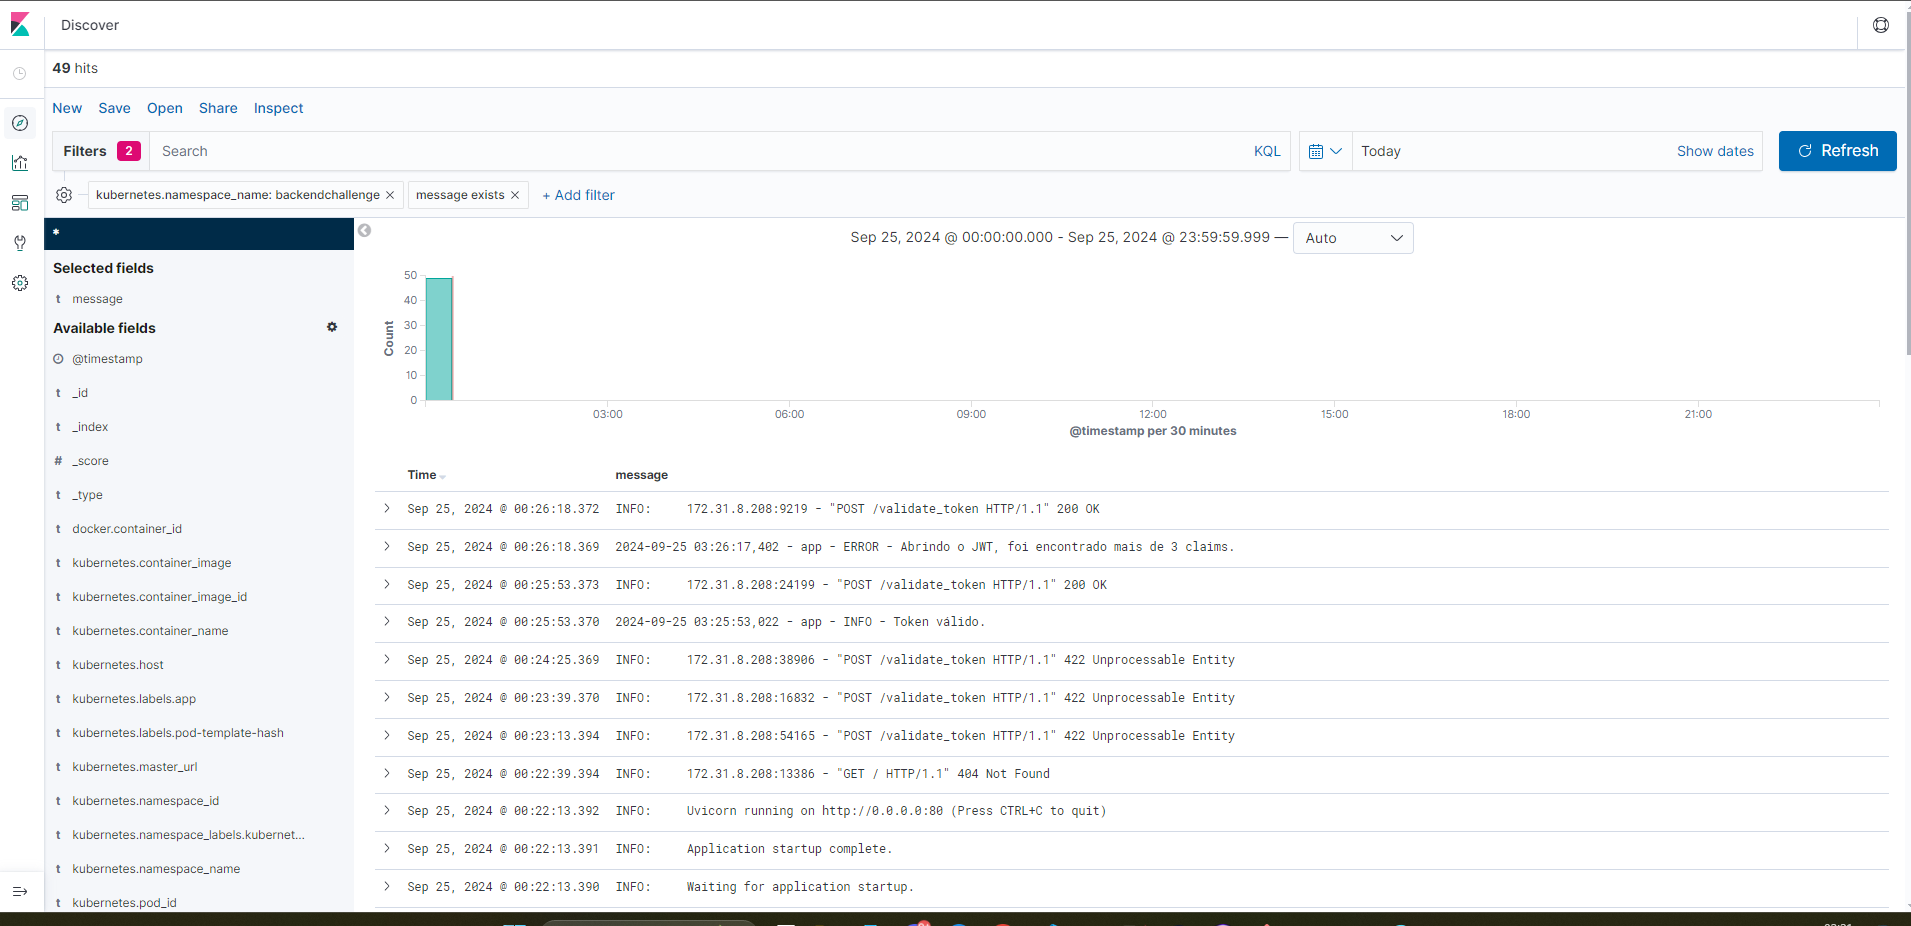 Discover
49 hits
New Save Open Share Inspect
Filters 2 Search KQL Today Show dates Refresh
kubernetes.namespace_name: backendchallenge × message exists × + Add filter
*
Sep 25, 2024 @ 00:00:00.000 - Sep 25, 2024 @ 23:59:59.999 — Auto
Selected fields
t message
Available fields
@timestamp
t _id
t _index
# _score
t _type
t docker.container_id
t kubernetes.container_image
t kubernetes.container_image_id
t kubernetes.container_name
t kubernetes.host
t kubernetes.labels.app
t kubernetes.labels.pod-template-hash
t kubernetes.master_url
t kubernetes.namespace_id
t kubernetes.namespace_labels.kubernet...
t kubernetes.namespace_name
t kubernetes.pod_id
Count
50
40
30
20
10
0
03:00 06:00 09:00 12:00 15:00 18:00 21:00
@timestamp per 30 minutes
Time message
Sep 25, 2024 @ 00:26:18.372 INFO: 172.31.8.208:9219 - "POST /validate_token HTTP/1.1" 200 OK
Sep 25, 2024 @ 00:26:18.369 2024-09-25 03:26:17,402 - app - ERROR - Abrindo o JWT, foi encontrado mais de 3 claims.
Sep 25, 2024 @ 00:25:53.373 INFO: 172.31.8.208:24199 - "POST /validate_token HTTP/1.1" 200 OK
Sep 25, 2024 @ 00:25:53.370 2024-09-25 03:25:53,022 - app - INFO - Token válido.
Sep 25, 2024 @ 00:24:25.369 INFO: 172.31.8.208:38906 - "POST /validate_token HTTP/1.1" 422 Unprocessable Entity
Sep 25, 2024 @ 00:23:39.370 INFO: 172.31.8.208:16832 - "POST /validate_token HTTP/1.1" 422 Unprocessable Entity
Sep 25, 2024 @ 00:23:13.394 INFO: 172.31.8.208:54165 - "POST /validate_token HTTP/1.1" 422 Unprocessable Entity
Sep 25, 2024 @ 00:22:39.394 INFO: 172.31.8.208:13386 - "GET / HTTP/1.1" 404 Not Found
Sep 25, 2024 @ 00:22:13.392 INFO: Uvicorn running on http://0.0.0.0:80 (Press CTRL+C to quit)
Sep 25, 2024 @ 00:22:13.391 INFO: Application startup complete.
Sep 25, 2024 @ 00:22:13.390 INFO: Waiting for application startup.